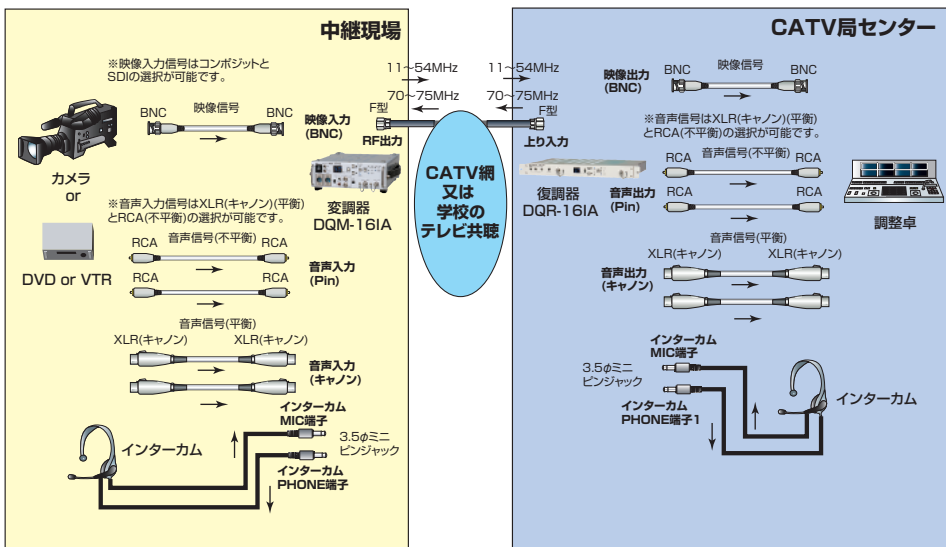 中継現場
※映像入力信号はコンポジットと
SDIの選択が可能です。
BNC
映像信号
BNC
映像入力
(BNC)
カメラ
or
11~54MHz
70~75MHz
F型
RF出力
変調器
DQM-16IA
※音声入力信号はXLR(キャノン)(平衡)
とRCA(不平衡)の選択が可能です。
音声信号(不平衡)
RCA
RCA
RCA
RCA
音声入力
(Pin)
DVD or VTR
音声信号(平衡)
XLR(キャノン)
XLR(キャノン)
音声入力
(キャノン)
インターカム
インターカム
MIC端子
3.5φミニ
ピンジャック
インターカム
PHONE端子
CATV網
又は
学校の
テレビ共聴
CATV局センター
11~54MHz
70~75MHz
F型
上り入力
復調器
DQR-16IA
映像出力
(BNC)
BNC
映像信号
BNC
※音声信号はXLR(キャノン)(平衡)
とRCA(不平衡)の選択が可能です。
音声信号(不平衡)
RCA
RCA
RCA
RCA
音声出力
(Pin)
調整卓
音声信号(平衡)
XLR(キャノン)
XLR(キャノン)
音声出力
(キャノン)
インターカム
MIC端子
3.5φミニ
ピンジャック
インターカム
PHONE端子1
インターカム